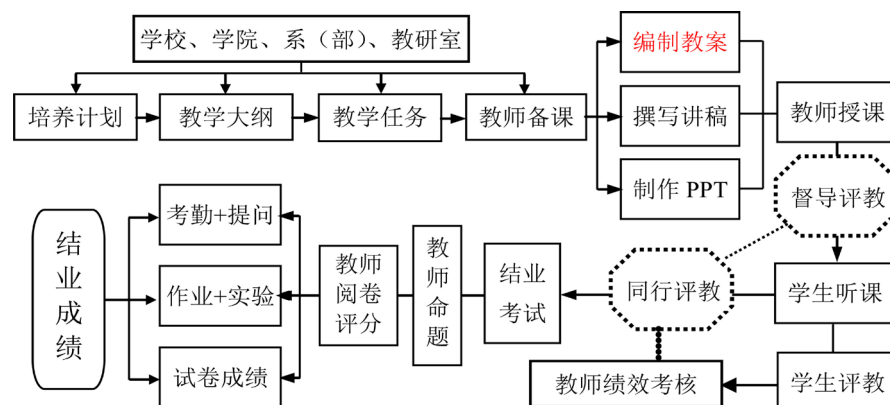 学校、学院、系（部）、教研室
培养计划
教学大纲
教学任务
教师备课
编制教案
撰写讲稿
制作 PPT
教师授课
督导评教
学生听课
学生评教
教师绩效考核
同行评教
结业
考试
教师命题
教师
阅卷
评分
考勤+提问
作业+实验
试卷成绩
结业成绩